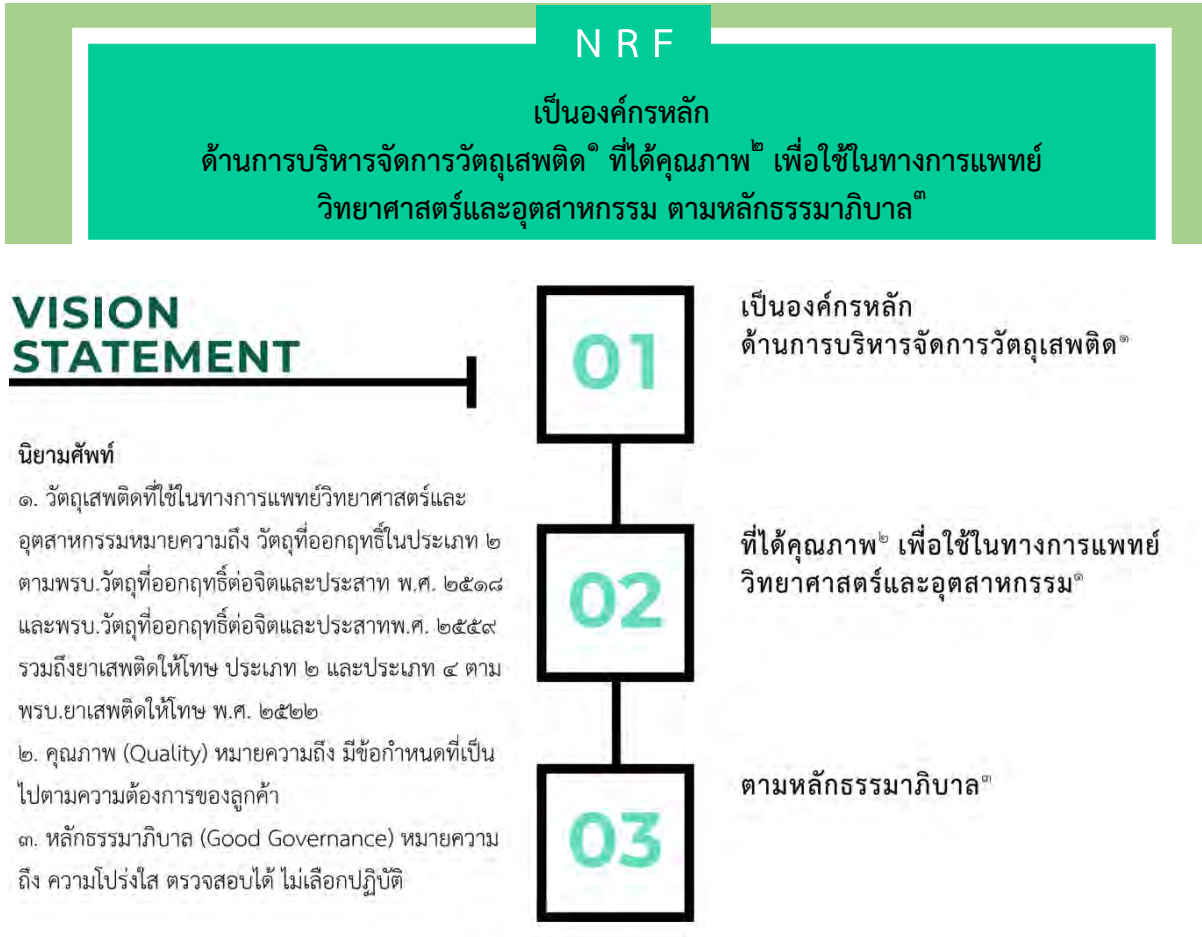 N R F
เป็นองค์กรหลัก
ด้านการบริหารจัดการวัตถุเสพติด๑ ที่ได้คุณภาพ๒ เพื่อใช้ในทางการแพทย์
วิทยาศาสตร์และอุตสาหกรรม ตามหลักธรรมาภิบาล๓
VISION
STATEMENT
นิยามศัพท์
๑. วัตถุเสพติดที่ใช้ในทางการแพทย์วิทยาศาสตร์และ
อุตสาหกรรมหมายความถึง วัตถุที่ออกฤทธิ์ในประเภท ๒
ตามพรบ.วัตถุที่ออกฤทธิ์ต่อจิตและประสาท พ.ศ. ๒๕๑๘
และพรบ.วัตถุที่ออกฤทธิ์ต่อจิตและประสาทพ.ศ. ๒๕๕๙
รวมถึงยาเสพติดให้โทษ ประเภท ๒ และประเภท ๔ ตาม
พรบ.ยาเสพติดให้โทษ พ.ศ. ๒๕๒๒
๒. คุณภาพ (Quality) หมายความถึง มีข้อกำหนดที่เป็น
ไปตามความต้องการของลูกค้า
๓. หลักธรรมาภิบาล (Good Governance) หมายความ
ถึง ความโปร่งใส ตรวจสอบได้ ไม่เลือกปฏิบัติ
01
เป็นองค์กรหลัก
ด้านการบริหารจัดการวัตถุเสพติด๑
02
ที่ได้คุณภาพ๒ เพื่อใช้ในทางการแพทย์
วิทยาศาสตร์และอุตสาหกรรม๑
03
ตามหลักธรรมาภิบาล๓